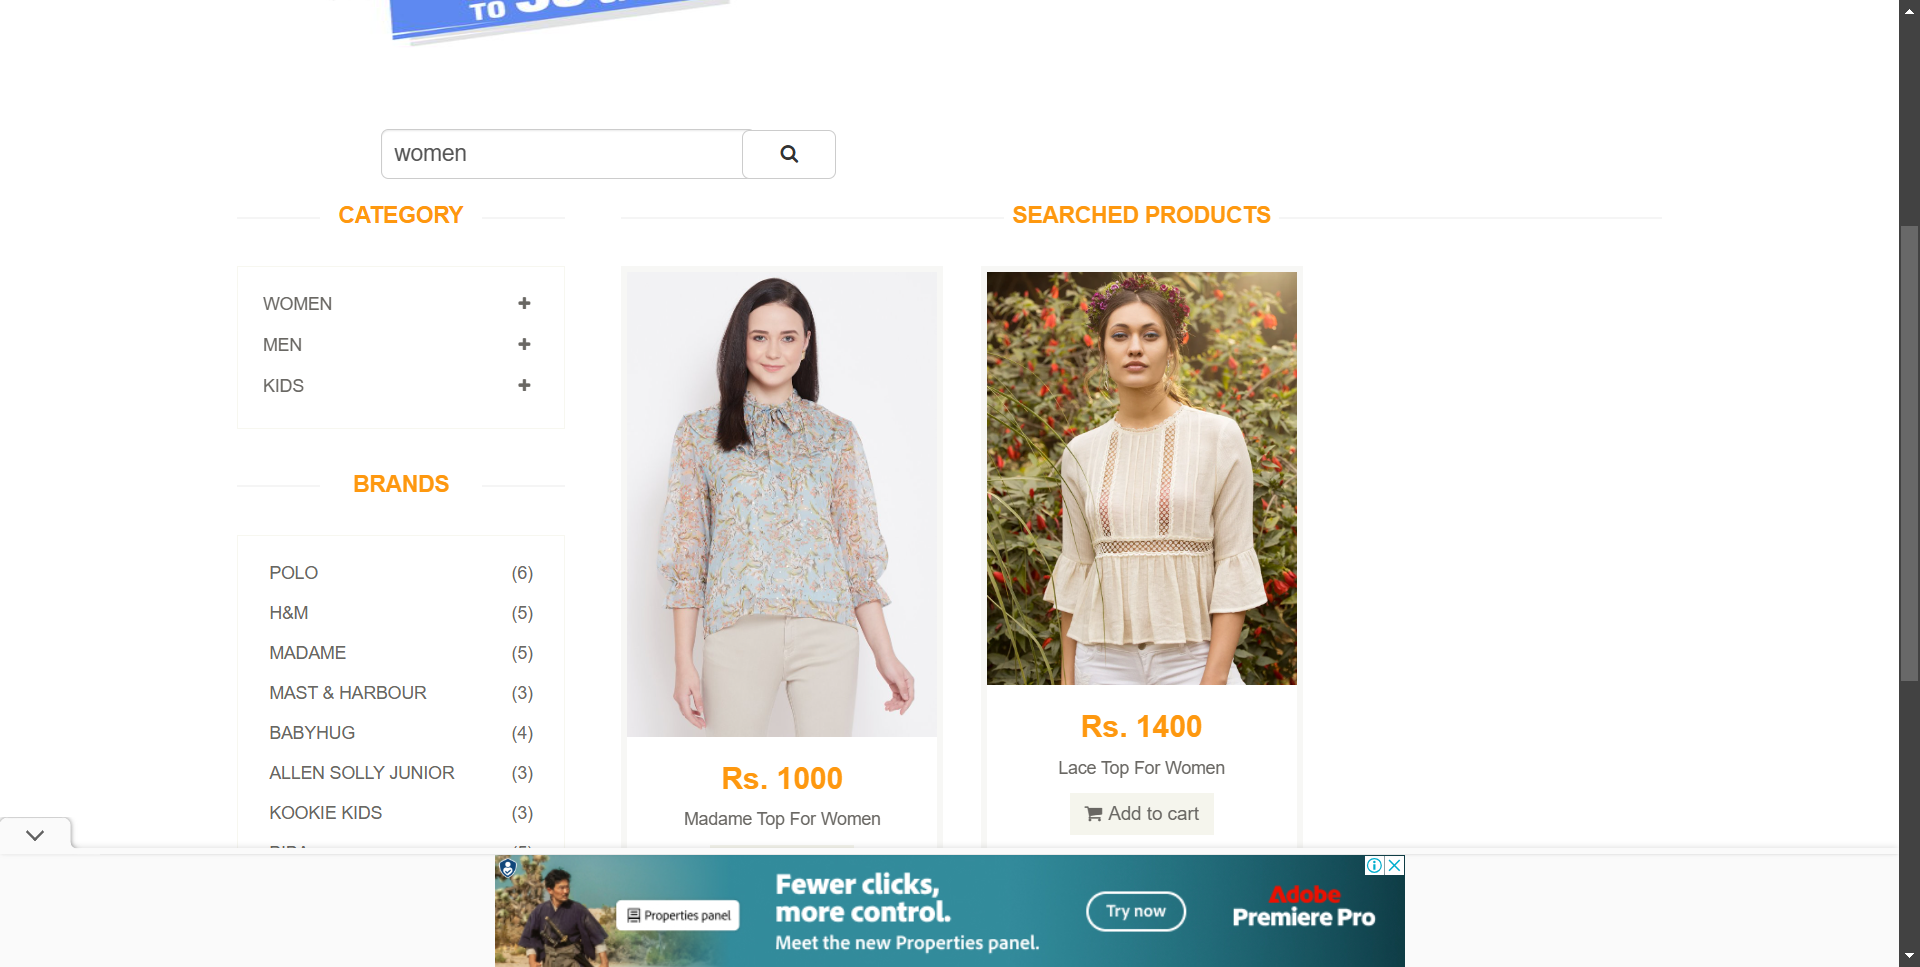 TO
women
CATEGORY
SEARCHED PRODUCTS
WOMEN
MEN
KIDS
BRANDS
POLO (6)
H&M (5)
MADAME (5)
MAST & HARBOUR (3)
BABYHUG (4)
ALLEN SOLLY JUNIOR (3)
KOOKIE KIDS (3)
Rs. 1000
Madame Top For Women
Rs. 1400
Lace Top For Women
Add to cart
Properties panel
Fewer clicks,
more control.
Meet the new Properties panel.
Try now
Adobe
Premiere Pro